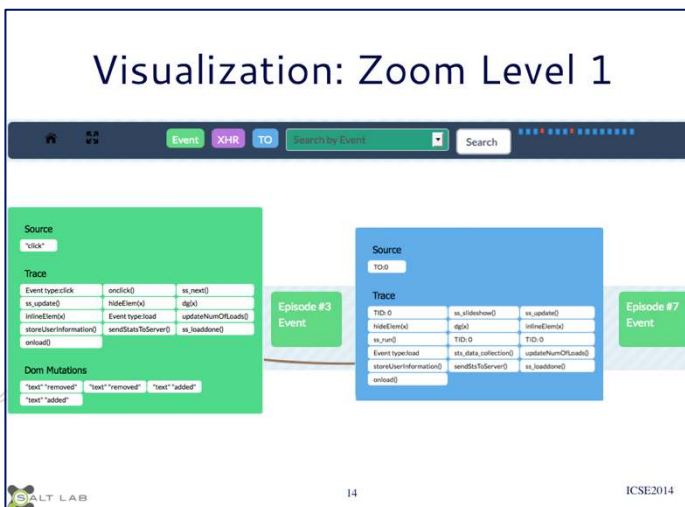 Visualization: Zoom Level 1
Event XHR TO Search by Event Search
Source
"click"
Trace
Event type:click onclick() ss_next()
ss_update() hideElem(x) dg(x)
inlineElem(x) Event type:load updateNumOfLoads()
storeUserInformation() sendStatsToServer() ss_loaddone()
onload()
Dom Mutations
"text" "removed" "text" "removed" "text" "added"
"text" "added"
Episode #3
Event
Source
TO:0
Trace
TID: 0 ss_slideshow() ss_update()
hideElem(x) dg(x) inlineElem(x)
ss_run() TID: 0 TID: 0
Event type:load sts_data_collection() updateNumOfLoads()
storeUserInformation() sendStsToServer() ss_loaddone()
onload()
Episode #7
Event
SALT LAB
14
ICSE2014